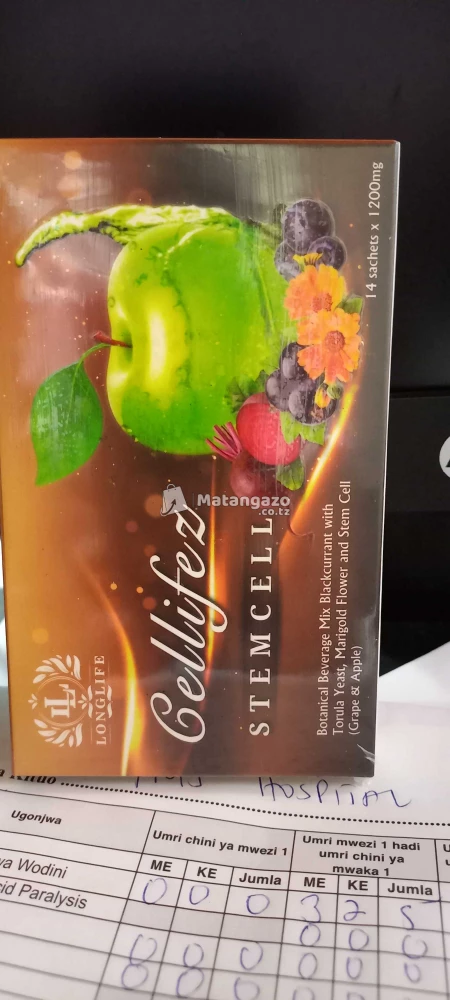 LL
LONGLIFE
Cellifez
STEMCELL
Botanical Beverage Mix Blackcurrant with
Torula Yeast, Marigold Flower and Stem Cell
(Grape & Apple)
14 sachets x 1200mg
Matangazo
.co.tz
HOSPITAL
Ugonjwa
Umri chini ya mwezi 1
Umri mwezi 1 hadi
umri chini ya
mwaka 1
ME KE Jumla ME KE Jumla
Wodini
Paralysis
0 0 0 3 2 5
0 0 0
0 0 0 0 0 0
0 0 0